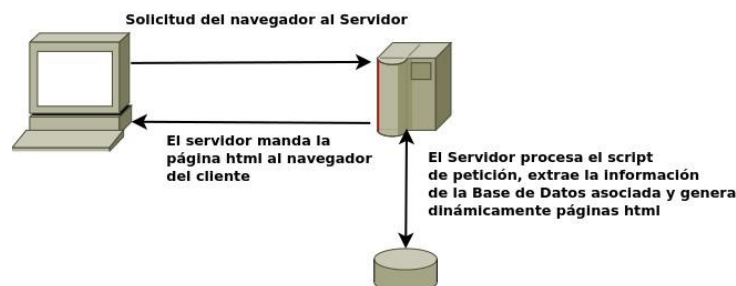 Solicitud del navegador al Servidor
El servidor manda la
página html al navegador
del cliente
El Servidor procesa el script
de petición, extrae la información
de la Base de Datos asociada y genera
dinámicamente páginas html